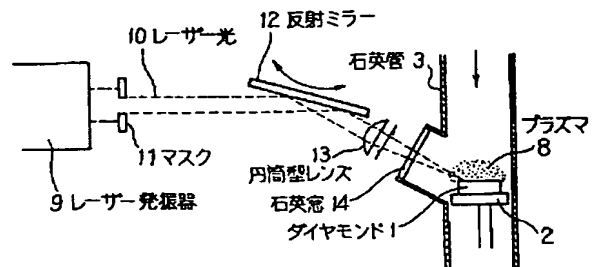 12 反射ミラー
10 レーザー光
石英管 3
プラズマ
8
11 マスク
13
円筒型レンズ
9 レーザー発振器
石英窓 14
ダイヤモンド 1
2